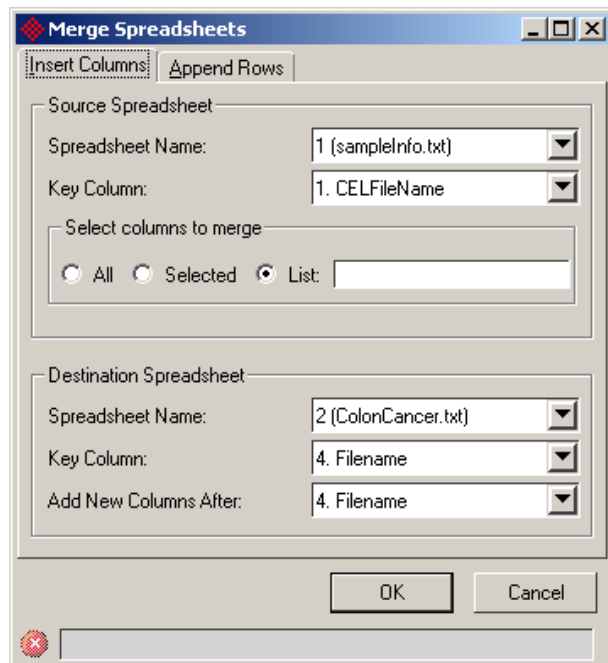 Merge Spreadsheets
Insert Columns Append Rows
Source Spreadsheet
Spreadsheet Name: 1 (sampleInfo.txt)
Key Column: 1. CELFileName
Select columns to merge
All Selected List:
Destination Spreadsheet
Spreadsheet Name: 2 (ColonCancer.txt)
Key Column: 4. Filename
Add New Columns After: 4. Filename
OK Cancel